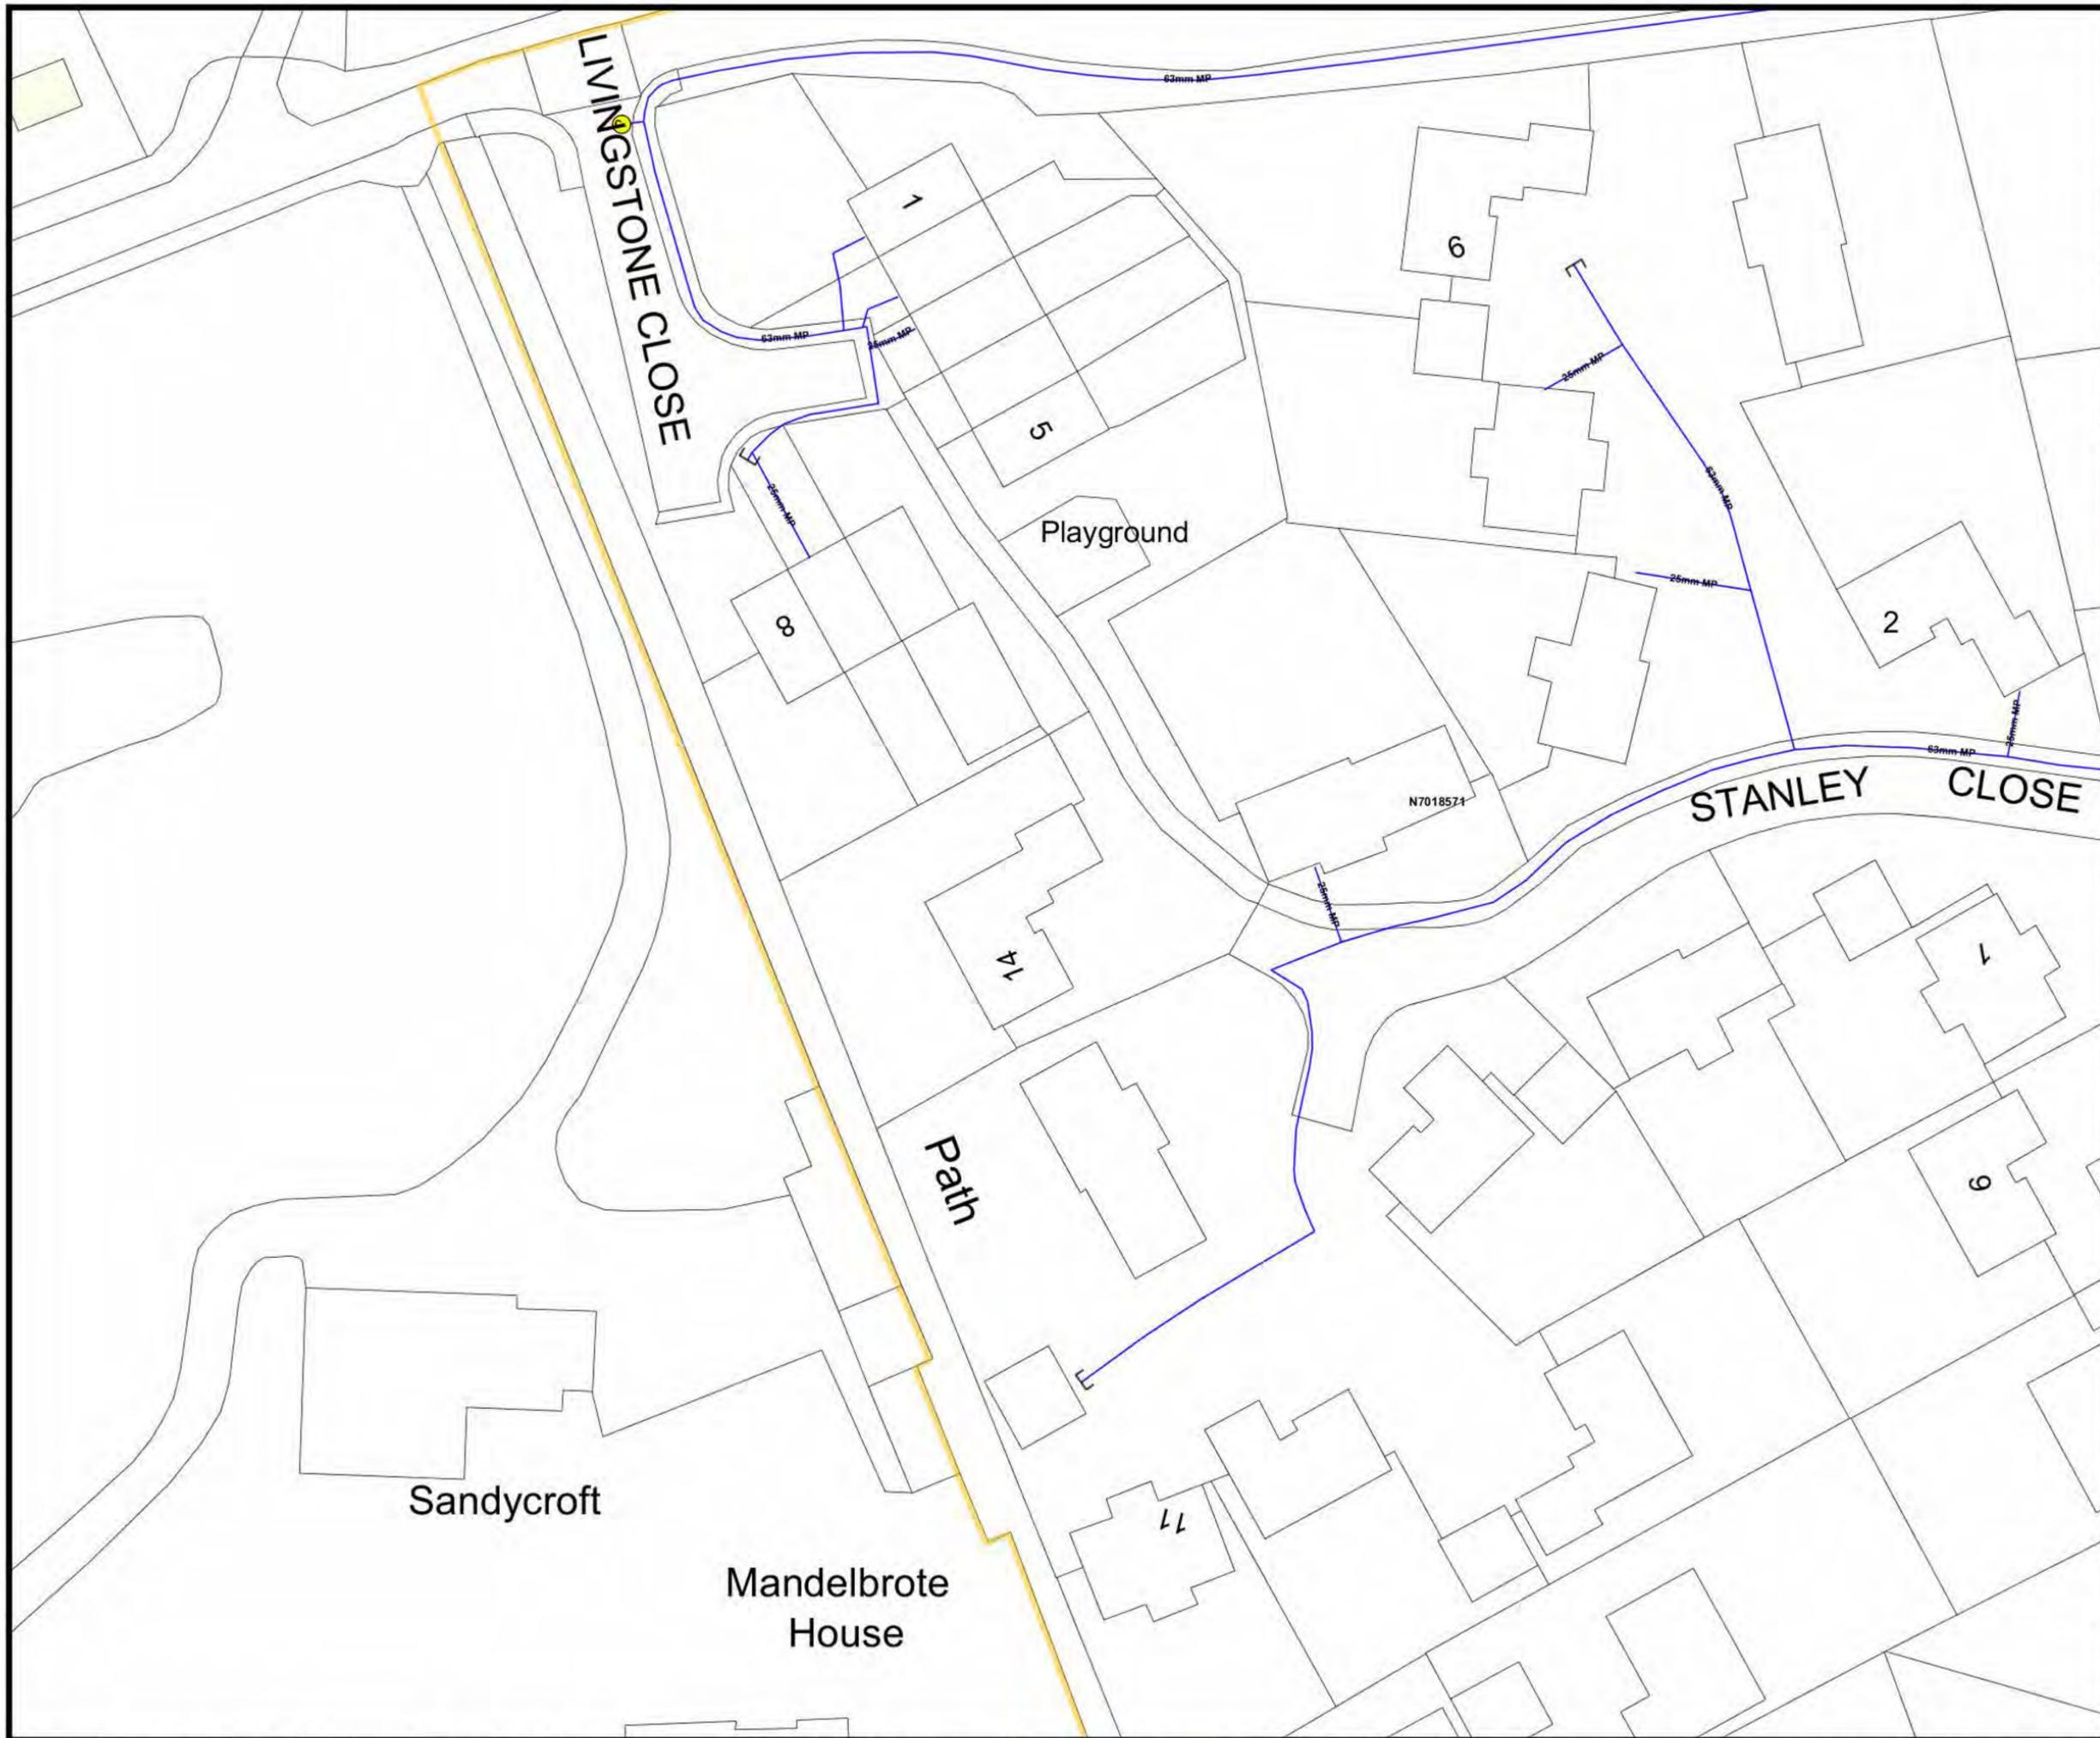 LIVINGSTONE CLOSE
63mm MP
1
6
63mm MP
25mm MP
25mm MP
5
25mm MP
63mm MP
Playground
25mm MP
8
2
25mm MP
63mm MP
STANLEY CLOSE
N7018571
25mm MP
14
1
Path
9
Sandycroft
11
Mandelbrote
House